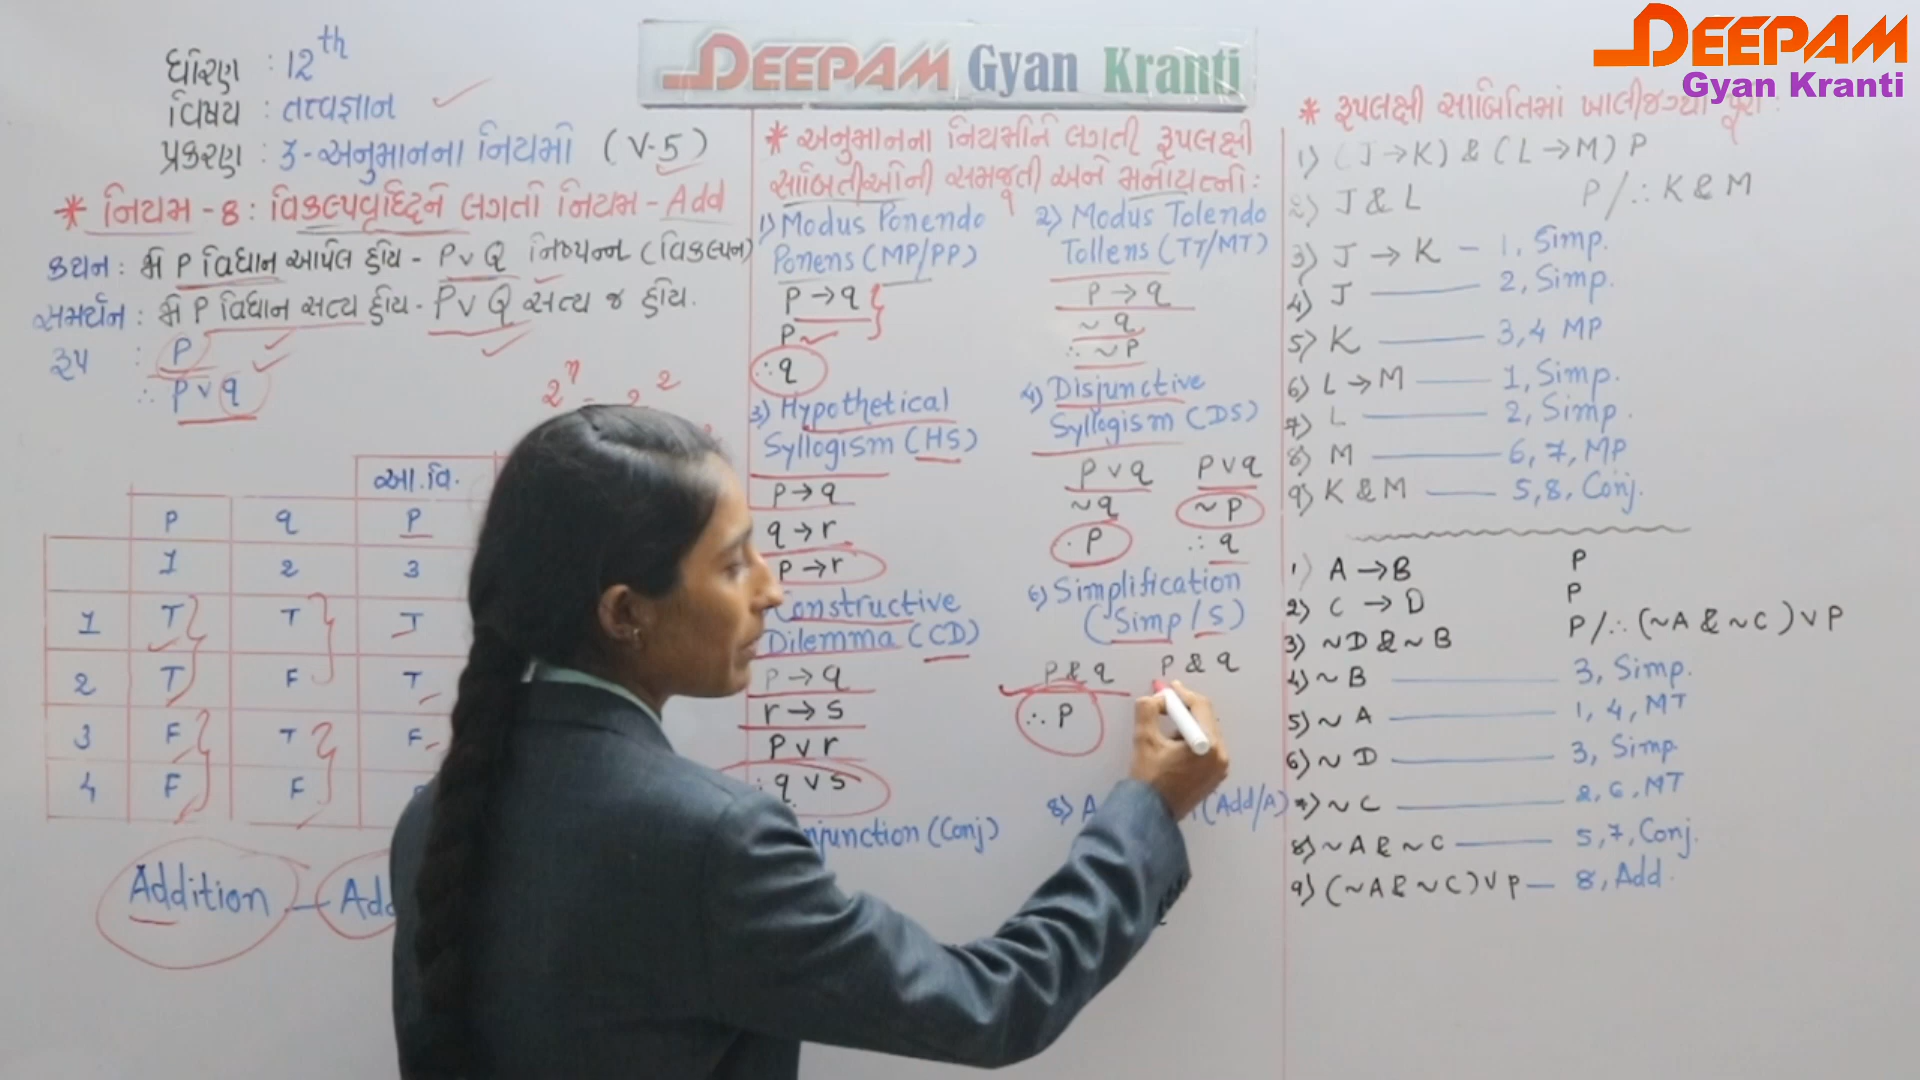 DEEPAM Gyan Kranti
DEEPAM
Gyan Kranti
ધોરણ : 12th
વિષય : તત્વજ્ઞાન
પ્રકરણ : 3-અનુમાનના નિયમો (V-5)
* નિયમ-8: વિકલ્પવૃદ્ધિને લગતો નિયમ-Add
કથન : જો P વિધાન આપેલ હોય - P v Q નિષ્પન્ન (વિકલ્પન)
સમર્થન : જો P વિધાન સત્ય હોય - P v Q સત્ય જ હોય.
રૂપ : P
∴ P v q
2
આ.વિ.
P q P
1 2 3
1 T T T
2 T F T
3 F T F
4 F F
Addition - Add
* અનુમાનના નિયમોને લગતી રૂપલક્ષી
સાબિતીઓની સમજૂતી અને
1) Modus Ponendo
Ponens (MP/PP)
P → q
P
∴ q
2) Modus Tolendo
Tollens (TT/MT)
P → q
~ q
∴ ~ P
3) Hypothetical
Syllogism (HS)
P → q
q → r
P → r
4) Disjunctive
Syllogism (DS)
P v q P v q
~ q ~ P
∴ P ∴ q
Constructive
Dilemma (CD)
P → q
r → s
P v r
∴ q v s
6) Simplification
(Simp/S)
P & q P & q
∴ P
(Conj)
8) (Add/A)
* રૂપલક્ષી સાબિતિમાં
1) (J → K) & (L → M) P
2) J & L P / ∴ K & M
3) J → K - 1, Simp.
4) J - 2, Simp.
5) K - 3,4 MP
6) L → M - 1, Simp.
7) L - 2, Simp.
8) M - 6, 7, MP
9) K & M - 5,8, Conj.
1) A → B P
2) C → D P
3) ~D & ~B P / ∴ (~A & ~C) v P
4) ~ B - 3, Simp.
5) ~ A - 1, 4, MT
6) ~ D - 3, Simp
7) ~ C - 2, 6, MT
8) ~A & ~C - 5, 7, Conj.
9) (~A & ~C) v P - 8, Add.